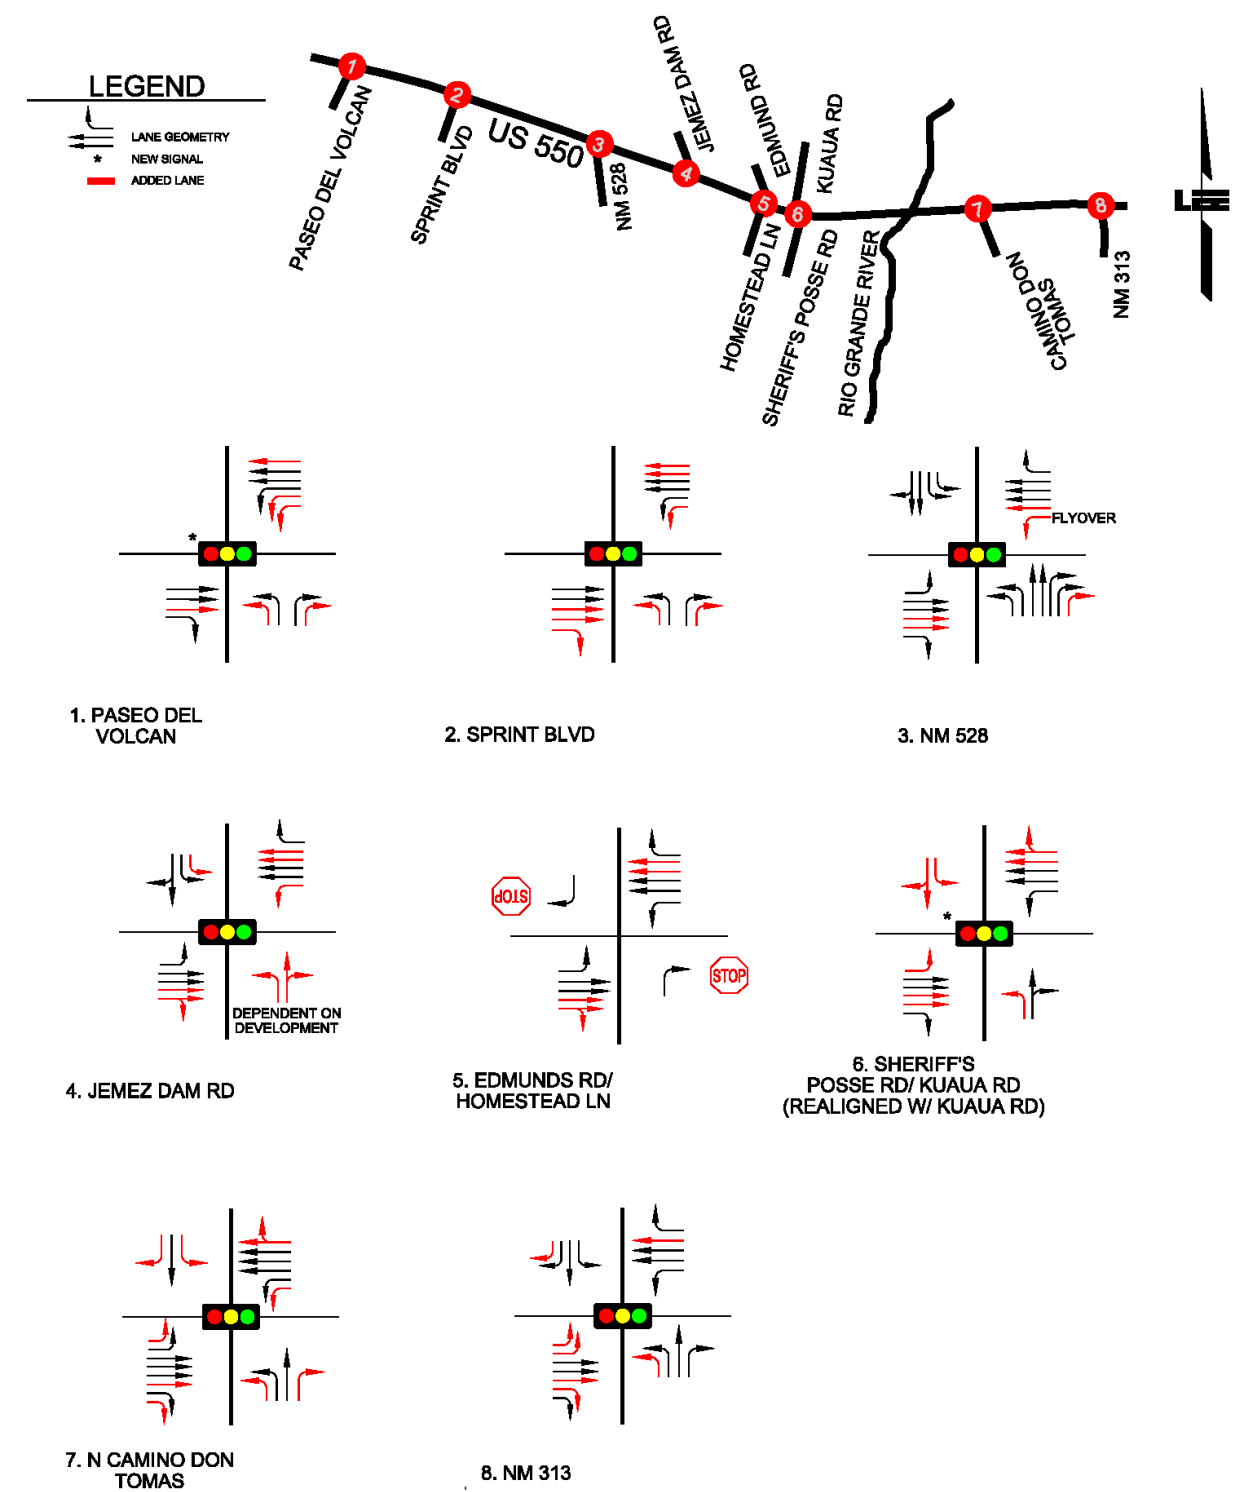 LEGEND
LANE GEOMETRY
* NEW SIGNAL
ADDED LANE
1
2
3
4
5
6
7
8
PASEO DEL VOLCAN
SPRINT BLVD
US 550
NM 528
JEMEZ DAM RD
EDMUND RD
KUAUA RD
HOMESTEAD LN
SHERIFF'S POSSE RD
RIO GRANDE RIVER
CAMINO DON
TOMAS
NM 313
*
FLYOVER
1. PASEO DEL
VOLCAN
2. SPRINT BLVD
3. NM 528
STOP
STOP
*
DEPENDENT ON
DEVELOPMENT
4. JEMEZ DAM RD
5. EDMUNDS RD/
HOMESTEAD LN
6. SHERIFF'S
POSSE RD/ KUAUA RD
(REALIGNED W/ KUAUA RD)
7. N CAMINO DON
TOMAS
8. NM 313